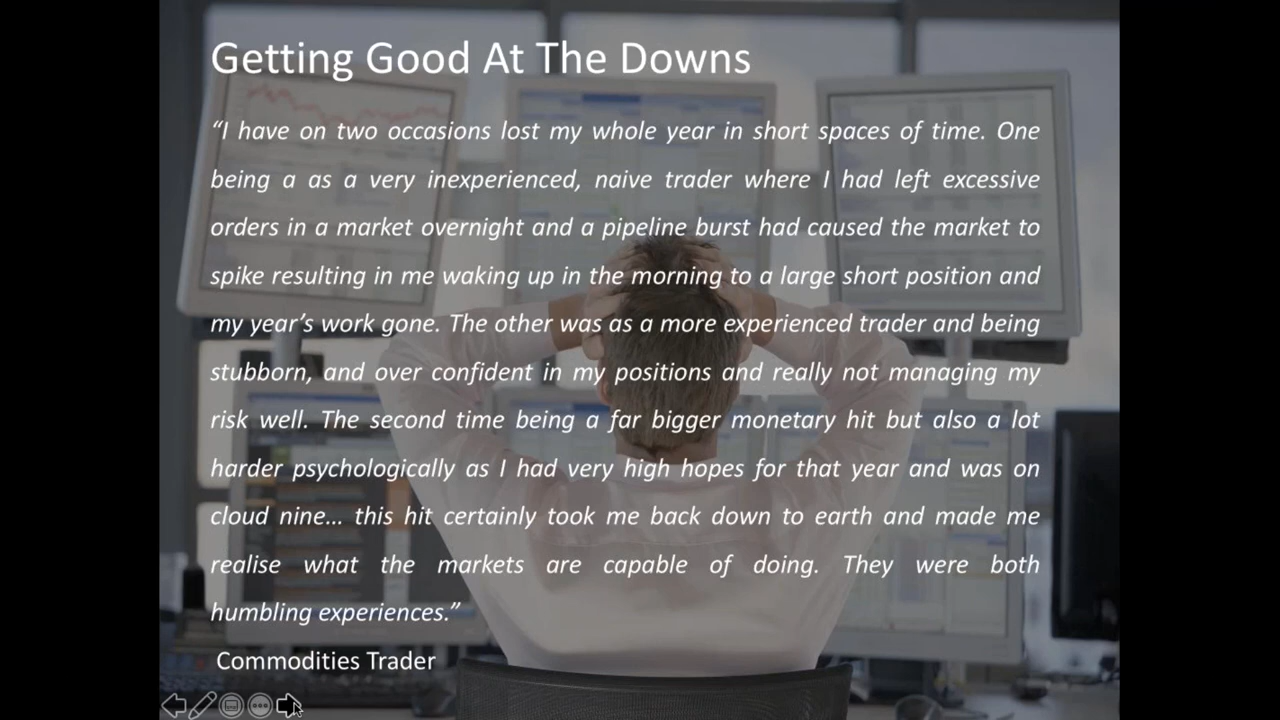 Getting Good At The Downs
“I have on two occasions lost my whole year in short spaces of time. One
being a as a very inexperienced, naive trader where I had left excessive
orders in a market overnight and a pipeline burst had caused the market to
spike resulting in me waking up in the morning to a large short position and
my year’s work gone. The other was as a more experienced trader and being
stubborn, and over confident in my positions and really not managing my
risk well. The second time being a far bigger monetary hit but also a lot
harder psychologically as I had very high hopes for that year and was on
cloud nine… this hit certainly took me back down to earth and made me
realise what the markets are capable of doing. They were both
humbling experiences.”
Commodities Trader